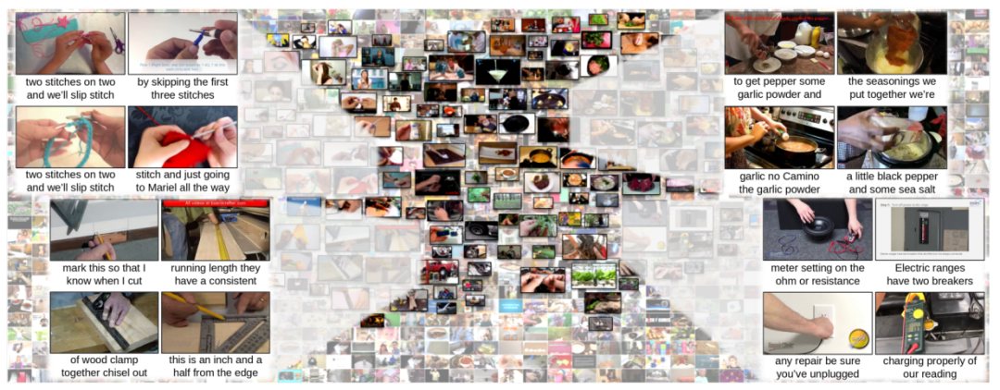 two stitches on two
and we'll slip stitch
by skipping the first
three stitches
two stitches on two
and we'll slip stitch
stitch and just going
to Mariel all the way
mark this so that I
know when I cut
running length they
have a consistent
of wood clamp
together chisel out
this is an inch and a
half from the edge
to get pepper some
garlic powder and
the seasonings we
put together we're
garlic no Camino
the garlic powder
a little black pepper
and some sea salt
meter setting on the
ohm or resistance
Electric ranges
have two breakers
any repair be sure
you've unplugged
charging properly of
our reading